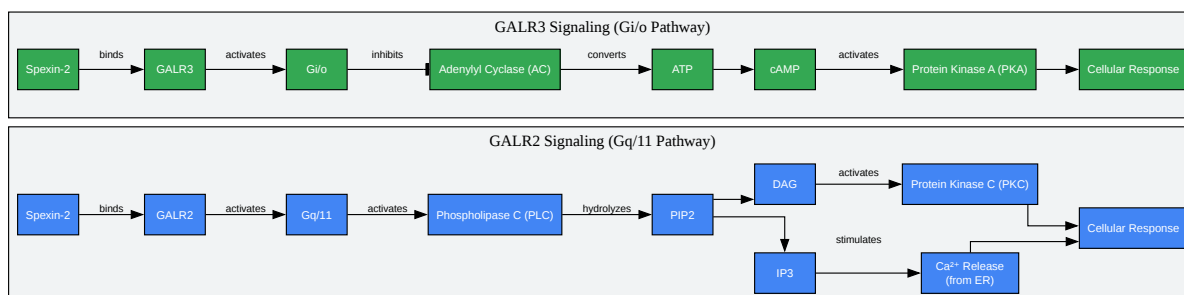 GALR3 Signaling (Gi/o Pathway)
binds
activates
inhibits
converts
activates
Spexin-2
GALR3
Gi/o
Adenylyl Cyclase (AC)
ATP
cAMP
Protein Kinase A (PKA)
Cellular Response
GALR2 Signaling (Gq/11 Pathway)
DAG
activates
Protein Kinase C (PKC)
binds
activates
activates
hydrolyzes
Spexin-2
GALR2
Gq/11
Phospholipase C (PLC)
PIP2
Cellular Response
stimulates
IP3
Ca²⁺ Release
(from ER)